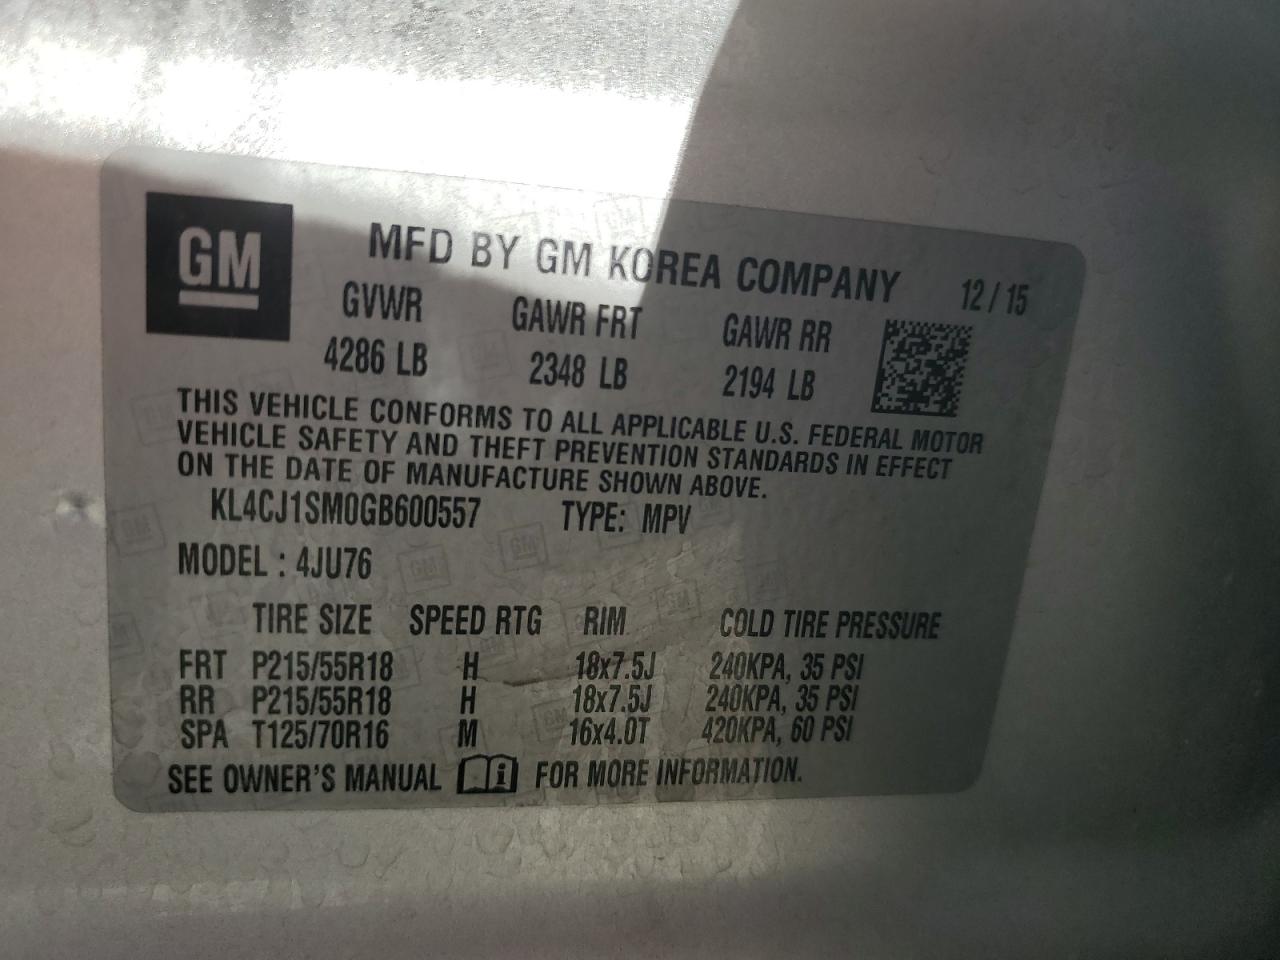 GM
MFD BY GM KOREA COMPANY 12/15
GVWR GAWR FRT GAWR RR
4286 LB 2348 LB 2194 LB
THIS VEHICLE CONFORMS TO ALL APPLICABLE U.S. FEDERAL MOTOR
VEHICLE SAFETY AND THEFT PREVENTION STANDARDS IN EFFECT
ON THE DATE OF MANUFACTURE SHOWN ABOVE.
KL4CJ1SM0GB600557 TYPE: MPV
MODEL : 4JU76
TIRE SIZE SPEED RTG RIM COLD TIRE PRESSURE
FRT P215/55R18 H 18x7.5J 240KPA, 35 PSI
RR P215/55R18 H 18x7.5J 240KPA, 35 PSI
SPA T125/70R16 M 16x4.0T 420KPA, 60 PSI
SEE OWNER'S MANUAL i FOR MORE INFORMATION.